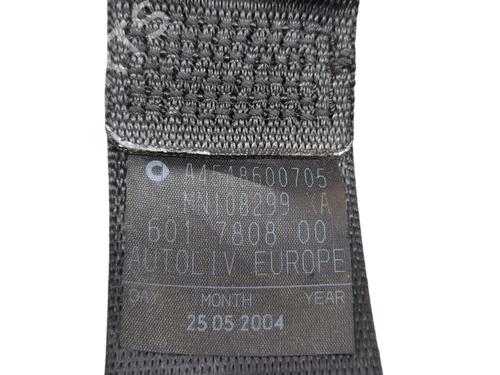 A4548600705
MN108299 XA
601 7808 00
AUTOLIV EUROPE
DAY MONTH YEAR
25 05 2004